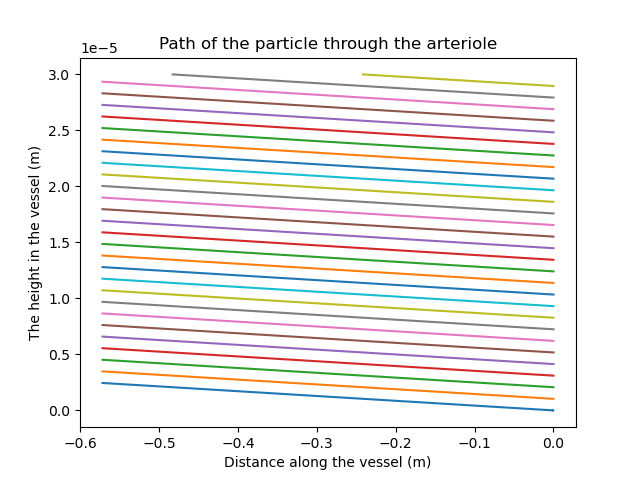 Path of the particle through the arteriole
1e−5
3.0
2.5
2.0
1.5
1.0
0.5
0.0
The height in the vessel (m)
−0.6 −0.5 −0.4 −0.3 −0.2 −0.1 0.0
Distance along the vessel (m)